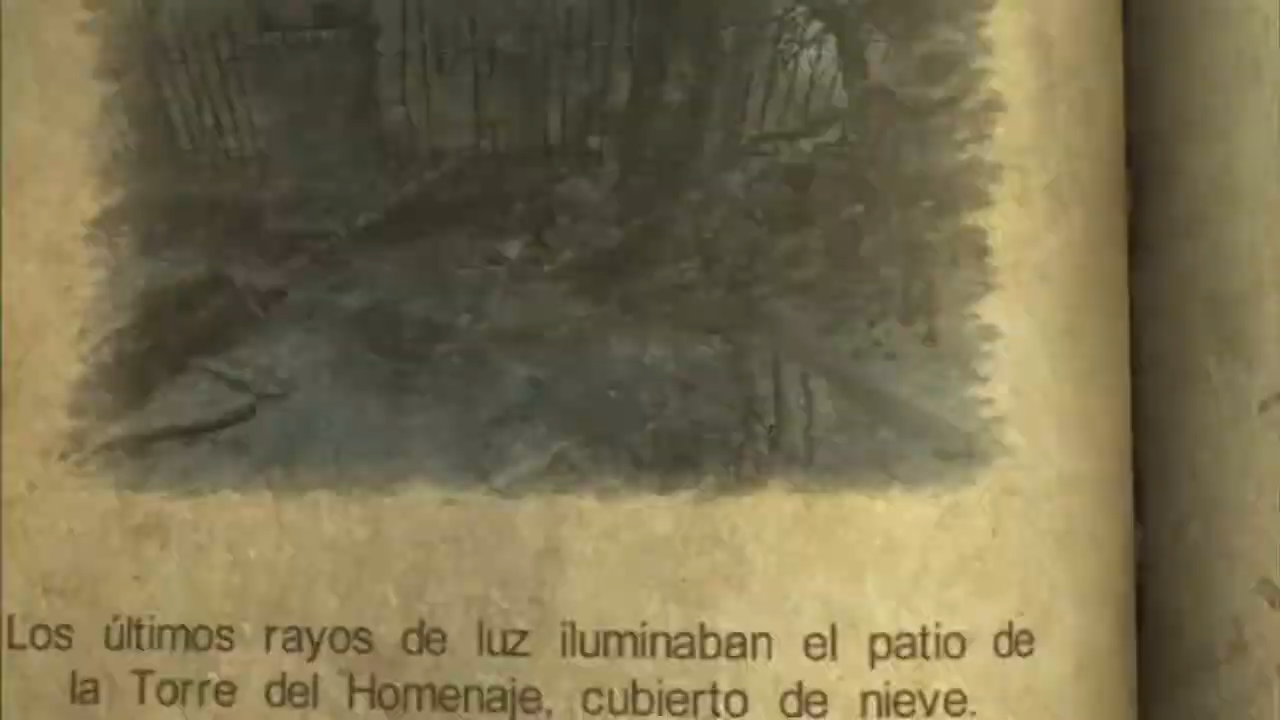 Los últimos rayos de luz iluminaban el patio de
la Torre del Homenaje, cubierto de nieve.